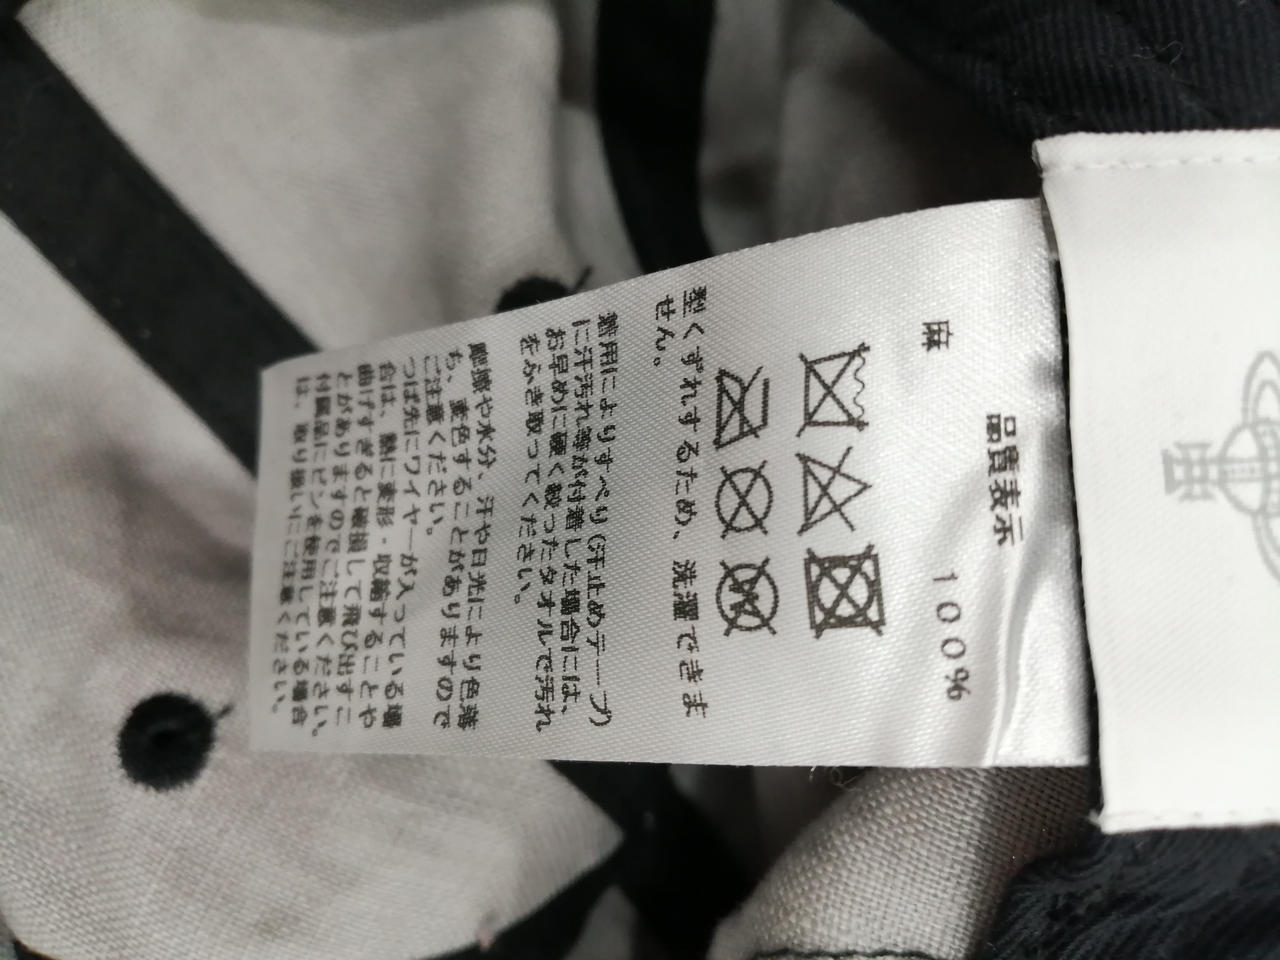 品質表示
麻 100%
型くずれするため、洗濯できま
せん。
着用によりすべり(汗止めテープ)
に汗汚れ等が付着した場合には、
お早めに硬く絞ったタオルで汚れ
をふき取ってください。
摩擦や水分、汗や日光により色落
ち、変色することがありますので
ご注意ください。
つば先にワイヤーが入っている場
合は、熱に変形・収縮することや
曲げすぎると破損して飛び出すこ
とがありますのでご注意ください。
付属品にピンを使用している場合
は、取り扱いにご注意ください。